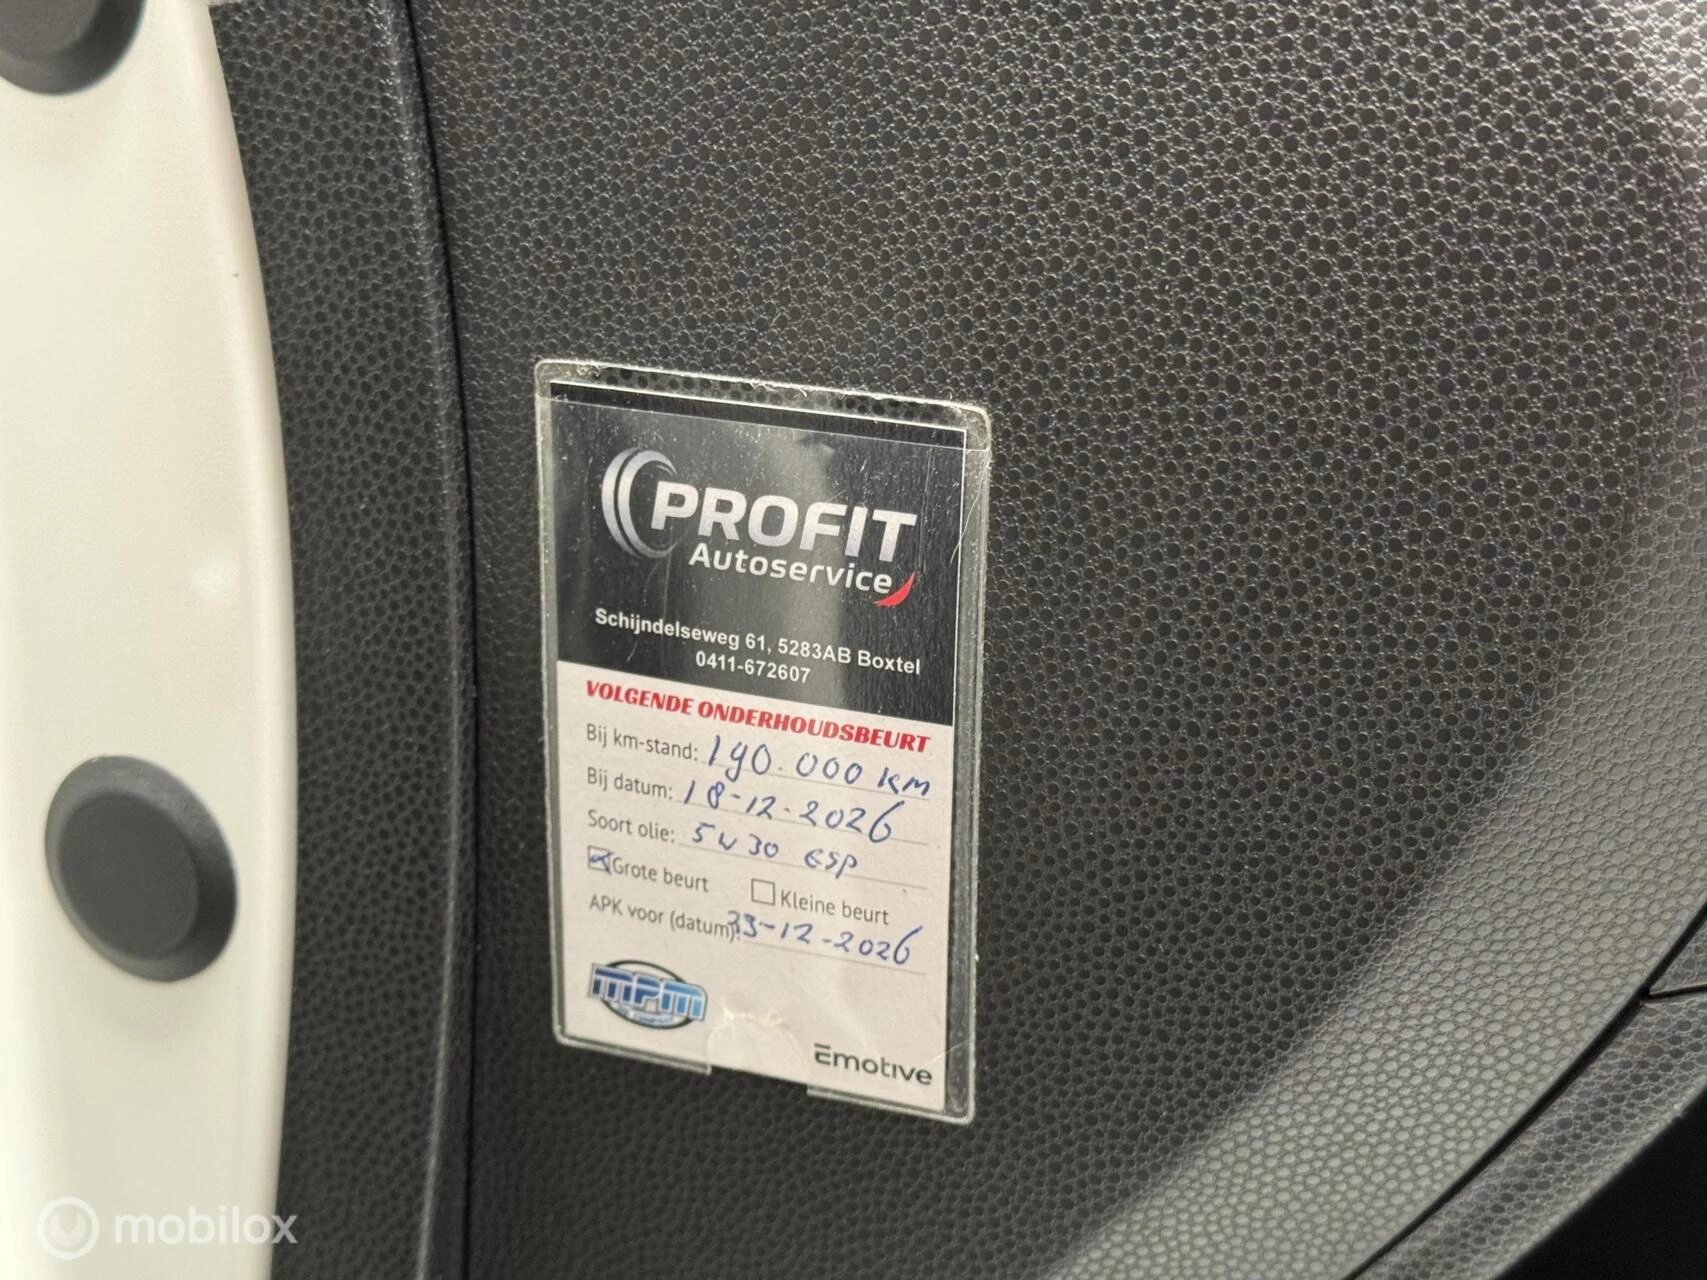 PROFIT
Autoservice
Schijndelseweg 61, 5283AB Boxtel
0411-672607
VOLGENDE ONDERHOUDSBEURT
Bij km-stand: 190.000 KM
Bij datum: 18-12-2026
Soort olie: 5W30 ESP
Grote beurt Kleine beurt
APK voor (datum): -12-2026
MPM
Emotive
mobilox